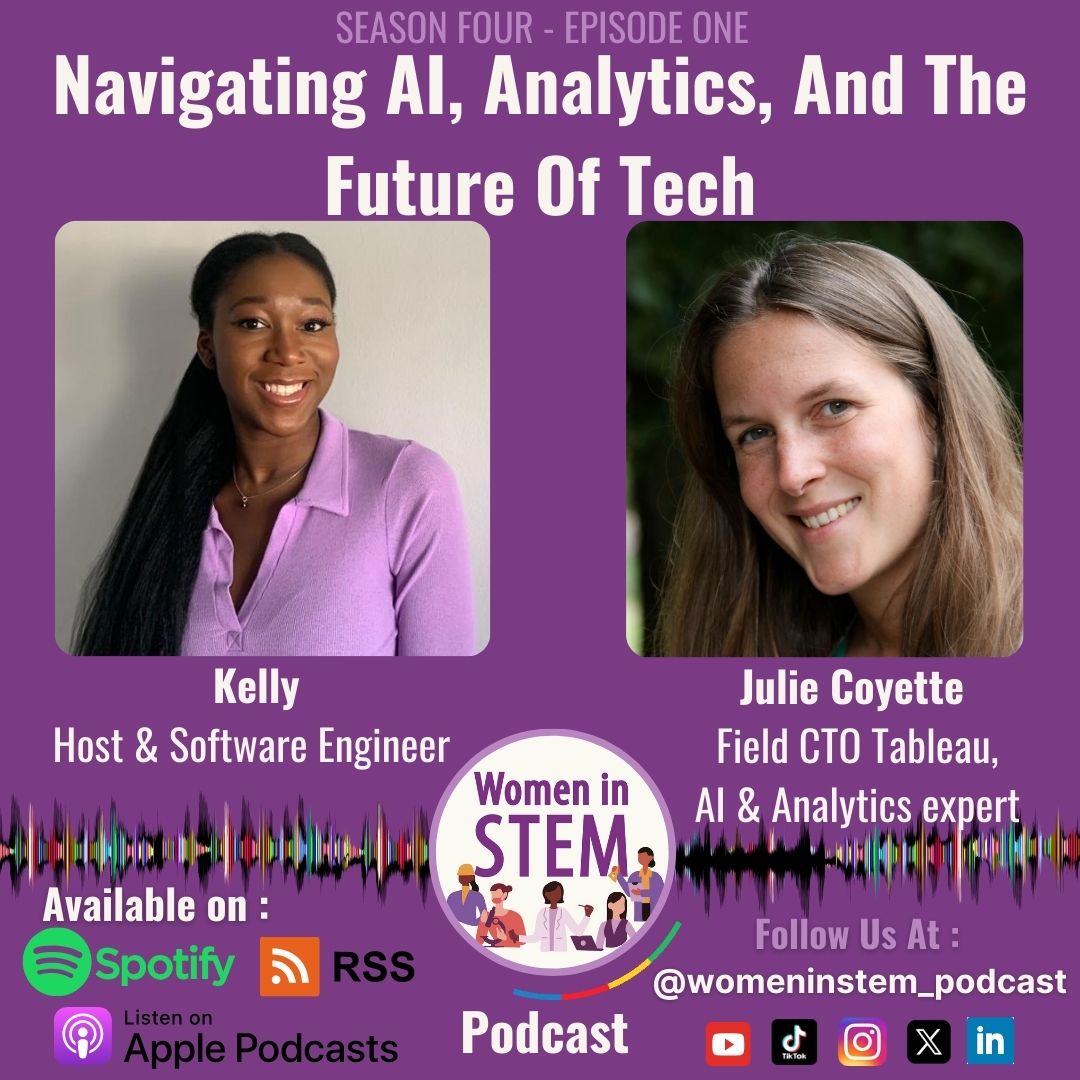 SEASON FOUR - EPISODE ONE
Navigating AI, Analytics, And The
Future Of Tech
Kelly
Host & Software Engineer
Julie Coyette
Field CTO Tableau,
AI & Analytics expert
Women in
STEM
Podcast
Available on :
Spotify
RSS
Listen on
Apple Podcasts
Follow Us At :
@womeninstem_podcast
TikTok
in